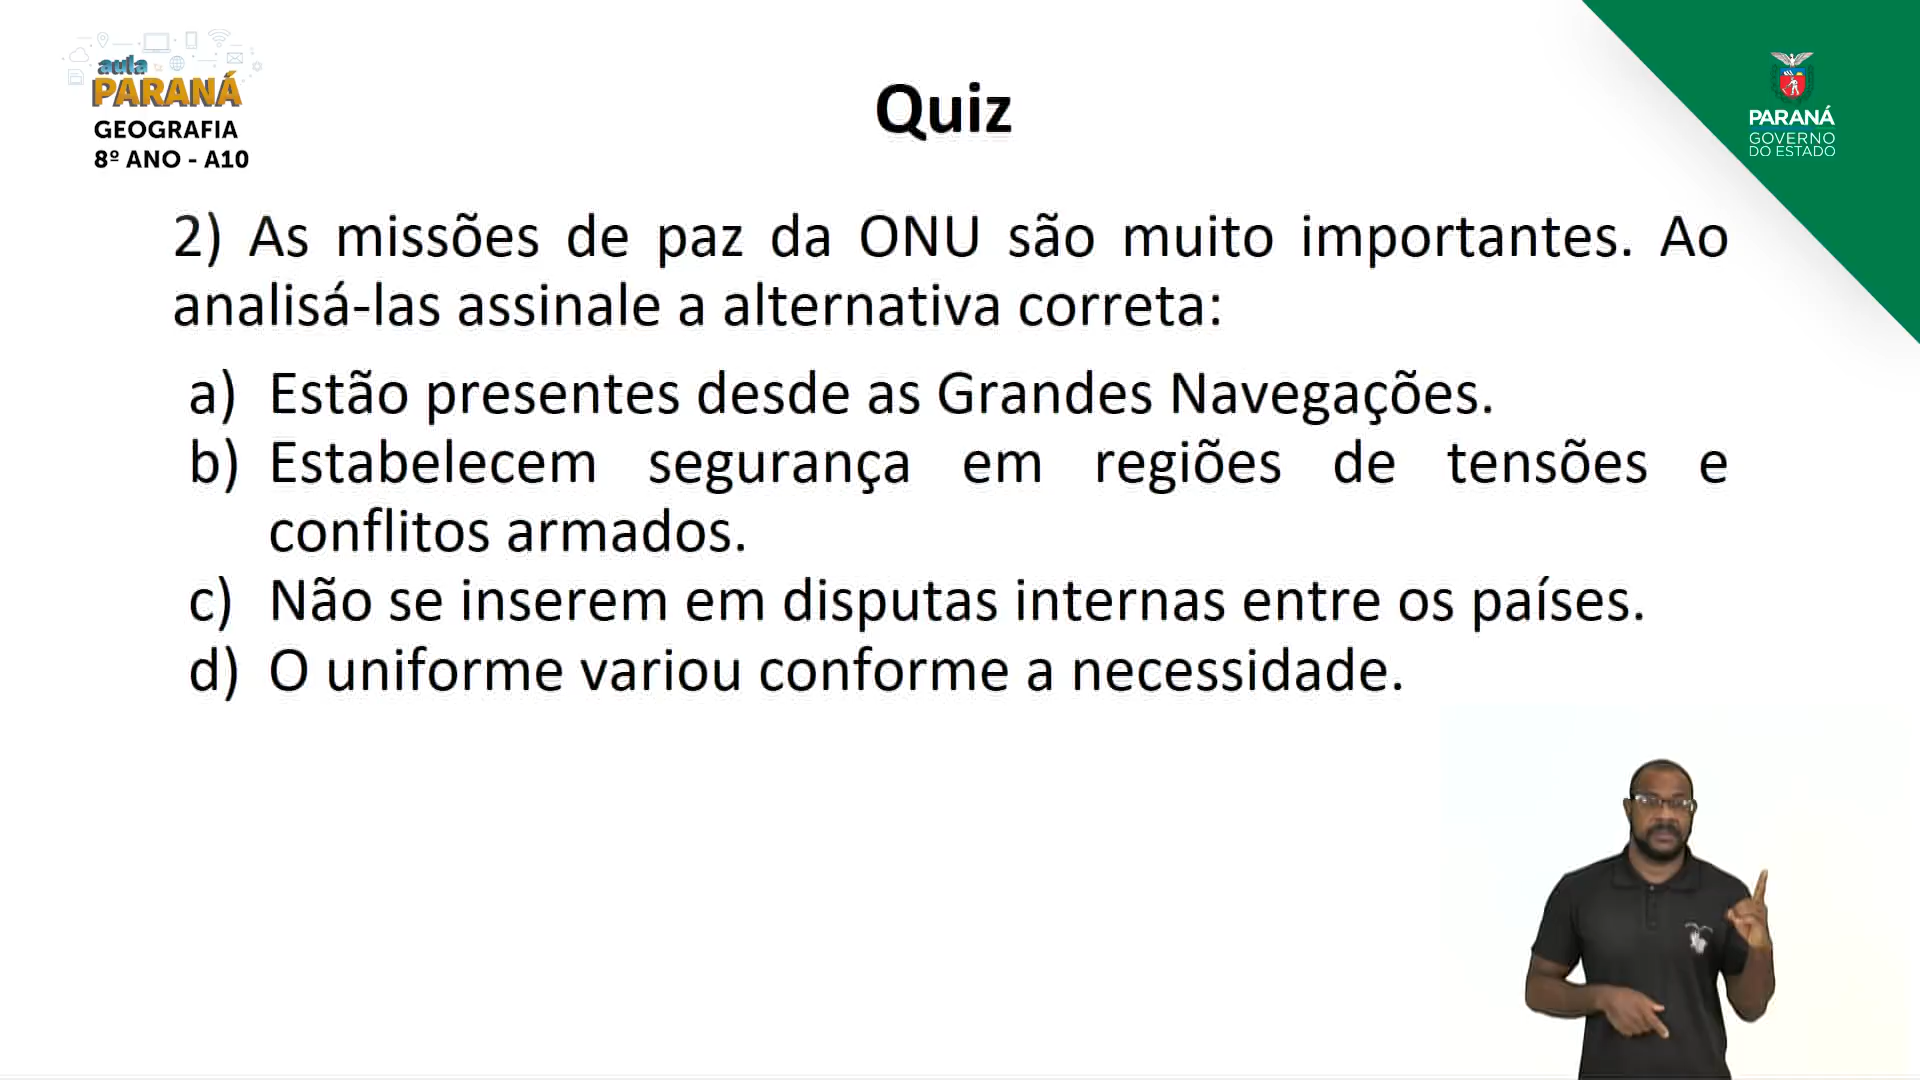 aula
PARANÁ
GEOGRAFIA
8º ANO - A10
Quiz
PARANÁ
GOVERNO
DO ESTADO
2) As missões de paz da ONU são muito importantes. Ao
analisá-las assinale a alternativa correta:
a) Estão presentes desde as Grandes Navegações.
b) Estabelecem segurança em regiões de tensões e
conflitos armados.
c) Não se inserem em disputas internas entre os países.
d) O uniforme variou conforme a necessidade.